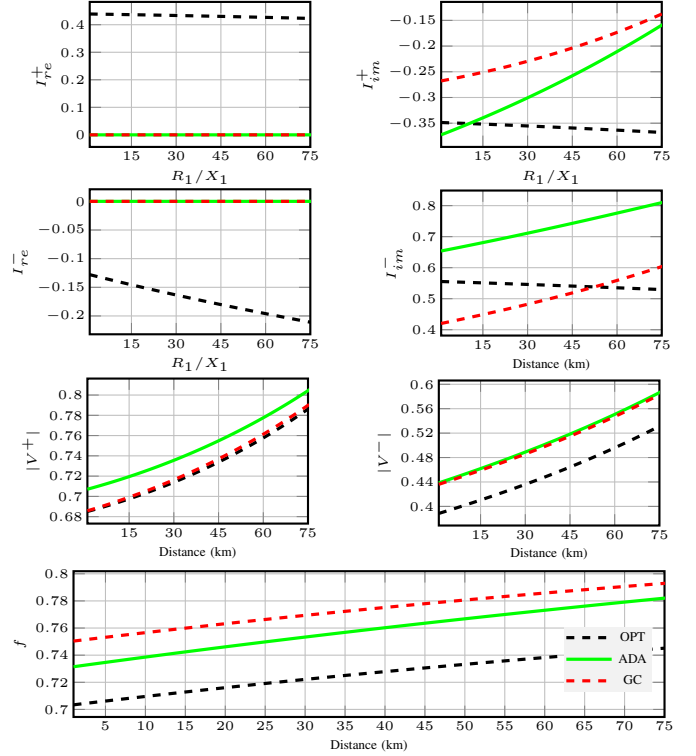 0.4
0.3
0.2
0.1
0
I⁺re
15 30 45 60 75
R₁/X₁
−0.15
−0.2
−0.25
−0.3
−0.35
I⁺im
15 30 45 60 75
R₁/X₁
0
−0.05
−0.1
−0.15
−0.2
I⁻re
15 30 45 60 75
R₁/X₁
0.8
0.7
0.6
0.5
0.4
I⁻im
15 30 45 60 75
Distance (km)
0.8
0.78
0.76
0.74
0.72
0.7
0.68
|V⁺|
15 30 45 60 75
Distance (km)
0.6
0.56
0.52
0.48
0.44
0.4
|V⁻|
15 30 45 60 75
Distance (km)
0.8
0.78
0.76
0.74
0.72
0.7
f
OPT
ADA
GC
5 10 15 20 25 30 35 40 45 50 55 60 65 70 75
Distance (km)